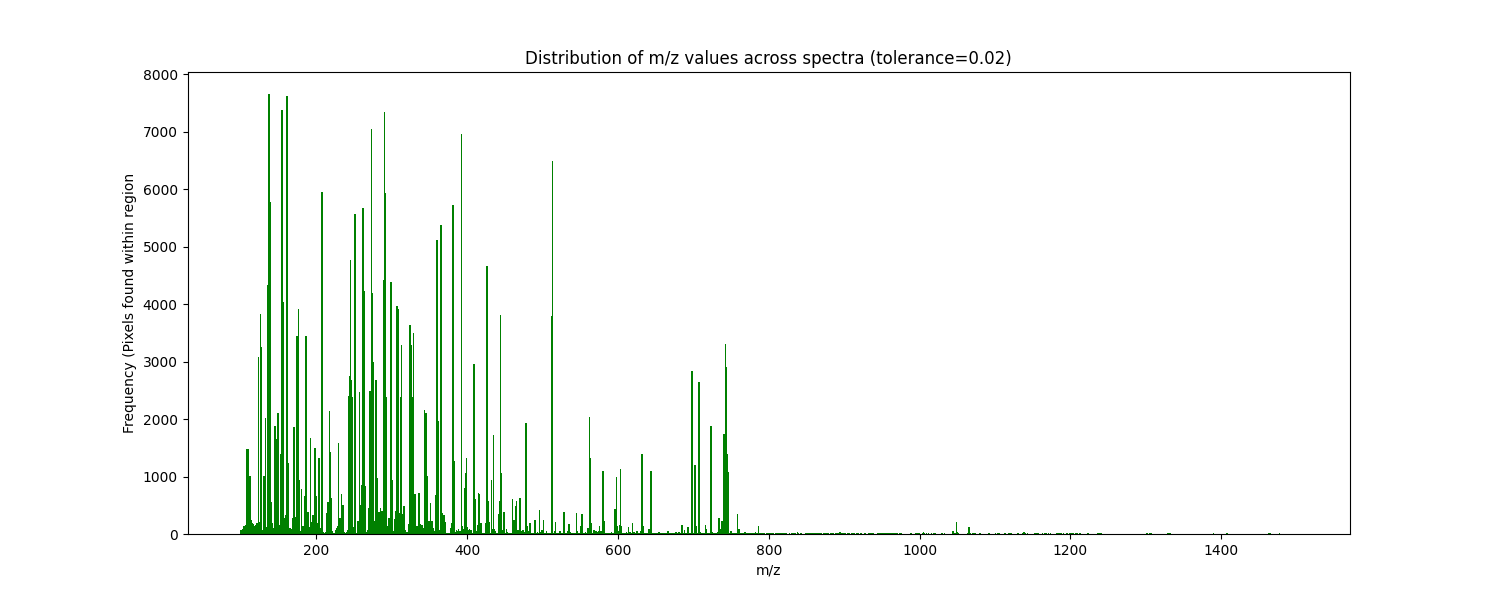 Distribution of m/z values across spectra (tolerance=0.02)
8000
7000
6000
5000
4000
3000
2000
1000
0
Frequency (Pixels found within region
200 400 600 800 1000 1200 1400
m/z